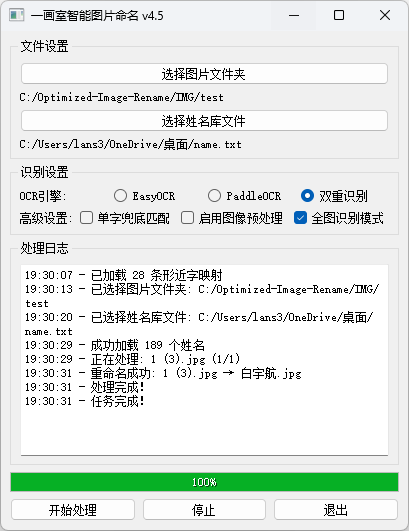 一画室智能图片命名 v4.5
文件设置
选择图片文件夹
C:/Optimized-Image-Rename/IMG/test
选择姓名库文件
C:/Users/lans3/OneDrive/桌面/name.txt
识别设置
OCR引擎: EasyOCR PaddleOCR 双重识别
高级设置: 单字兜底匹配 启用图像预处理 全图识别模式
处理日志
19:30:07 - 已加载 28 条形近字映射
19:30:13 - 已选择图片文件夹: C:/Optimized-Image-Rename/IMG/
test
19:30:20 - 已选择姓名库文件: C:/Users/lans3/OneDrive/桌面/
name.txt
19:30:29 - 成功加载 189 个姓名
19:30:29 - 正在处理: 1 (3).jpg (1/1)
19:30:31 - 重命名成功: 1 (3).jpg → 白宇航.jpg
19:30:31 - 处理完成!
19:30:31 - 任务完成!
100%
开始处理 停止 退出